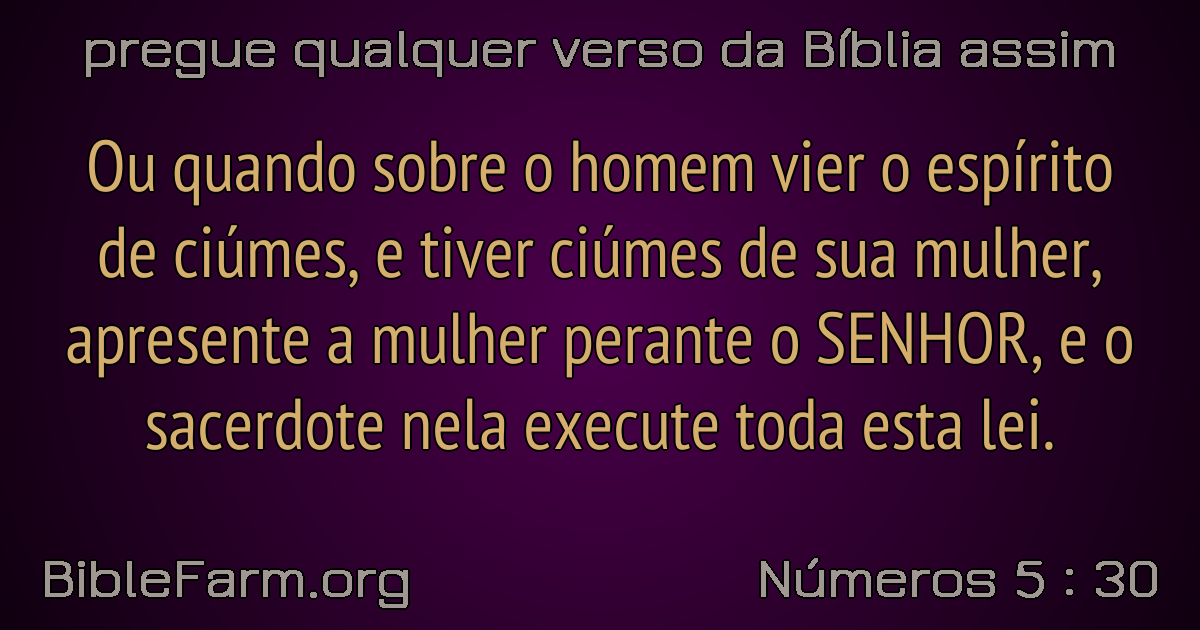 pregue qualquer verso da Bíblia assim
Ou quando sobre o homem vier o espírito
de ciúmes, e tiver ciúmes de sua mulher,
apresente a mulher perante o SENHOR, e o
sacerdote nela execute toda esta lei.
BibleFarm.org
Números 5 : 30